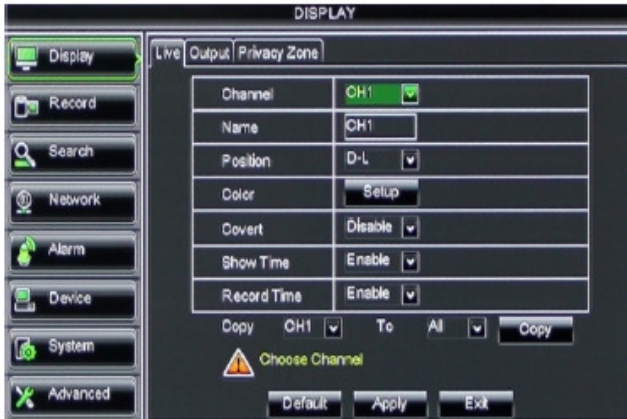 DISPLAY
Display
Record
Search
Network
Alarm
Device
System
Advanced
Live Output Privacy Zone
Channel CH1
Name CH1
Position D-L
Color Setup
Covert Disable
Show Time Enable
Record Time Enable
Copy CH1 To All Copy
Choose Channel
Default Apply Exit